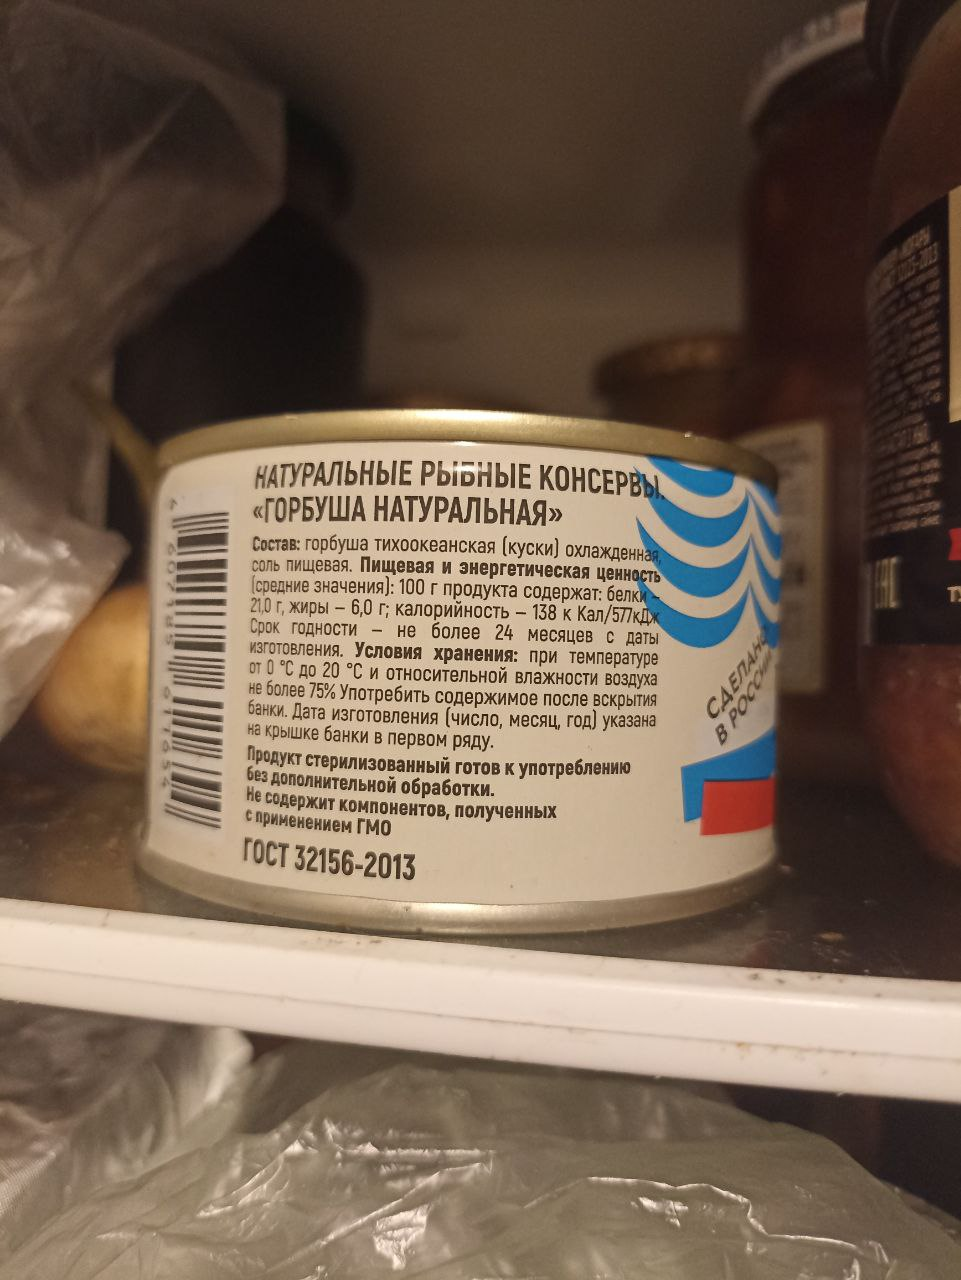 НАТУРАЛЬНЫЕ РЫБНЫЕ КОНСЕРВЫ.
«ГОРБУША НАТУРАЛЬНАЯ»
Состав: горбуша тихоокеанская (куски) охлажденная,
соль пищевая. Пищевая и энергетическая ценность
(средние значения): 100 г продукта содержат: белки –
21,0 г, жиры – 6,0 г; калорийность – 138 к Кал/577кДж
Срок годности – не более 24 месяцев с даты
изготовления. Условия хранения: при температуре
от 0 °С до 20 °С и относительной влажности воздуха
не более 75% Употребить содержимое после вскрытия
банки. Дата изготовления (число, месяц, год) указана
на крышке банки в первом ряду.
Продукт стерилизованный готов к употреблению
без дополнительной обработки.
Не содержит компонентов, полученных
с применением ГМО
ГОСТ 32156-2013
СДЕЛАНО
В РОССИИ
EAC